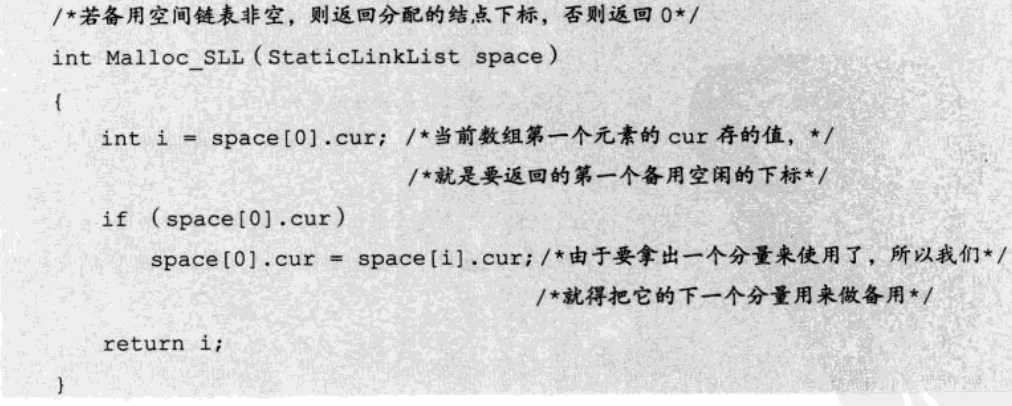 /*若备用空间链表非空，则返回分配的结点下标，否则返回 0*/
int Malloc_SLL（StaticLinkList space）
{
int i = space[0].cur; /*当前数组第一个元素的 cur 存的值，*/
/*就是要返回的第一个备用空闲的下标*/
if （space[0].cur）
space[0].cur = space[i].cur;/*由于要拿出一个分量来使用了，所以我们*/
/*就得把它的下一个分量用来做备用*/
return i;
}